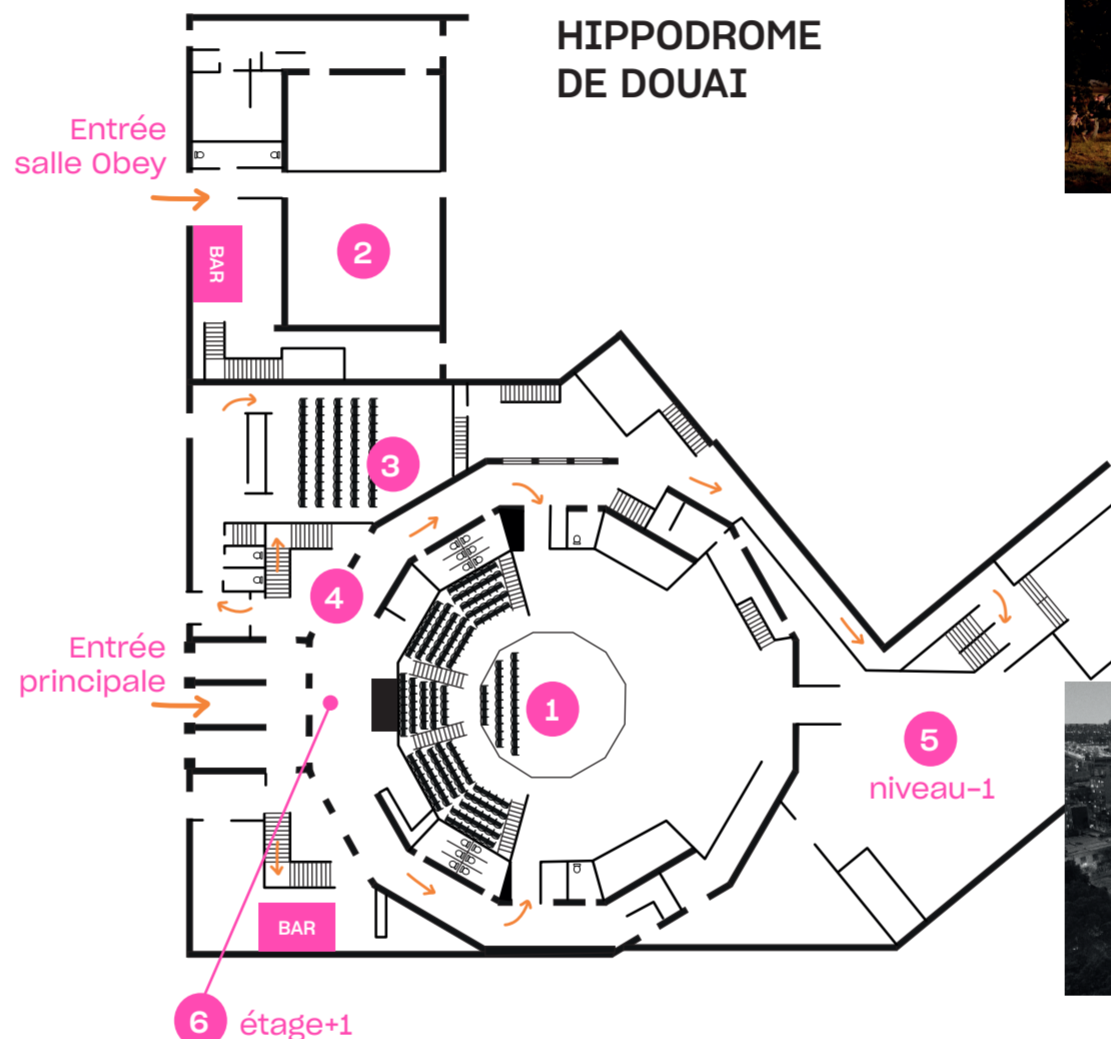 HIPPODROME
DE DOUAI
Entrée
salle Obey
BAR
2
3
4
Entrée
principale
1
5
niveau-1
BAR
6
étage+1